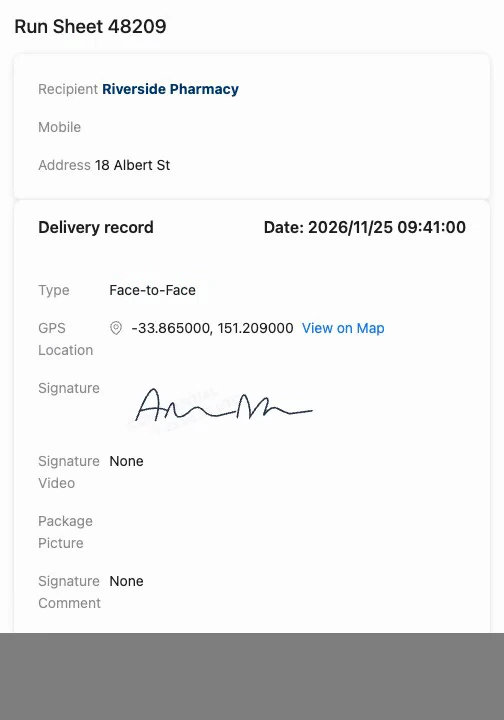 Run Sheet 48209
Recipient Riverside Pharmacy
Mobile
Address 18 Albert St
Delivery record Date: 2026/11/25 09:41:00
Type Face-to-Face
GPS Location -33.865000, 151.209000 View on Map
Signature
Signature Video None
Package Picture
Signature Comment None